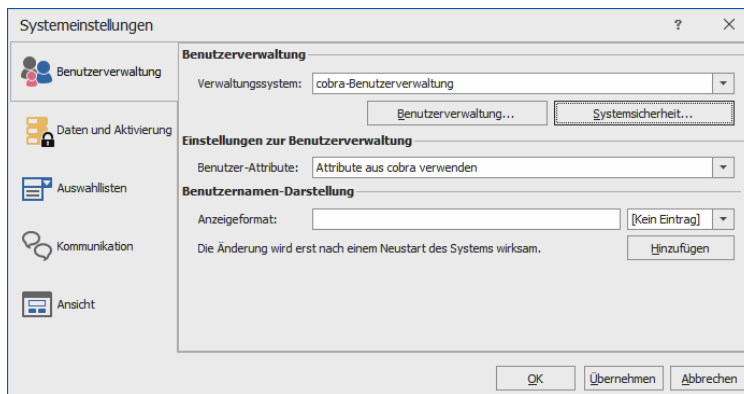 Systemeinstellungen
?
Benutzerverwaltung
Daten und Aktivierung
Auswahllisten
Kommunikation
Ansicht
Benutzerverwaltung
Verwaltungssystem: cobra-Benutzerverwaltung
Benutzerverwaltung... Systemsicherheit...
Einstellungen zur Benutzerverwaltung
Benutzer-Attribute: Attribute aus cobra verwenden
Benutzernamen-Darstellung
Anzeigeformat: [Kein Eintrag]
Die Änderung wird erst nach einem Neustart des Systems wirksam. Hinzufügen
OK Übernehmen Abbrechen